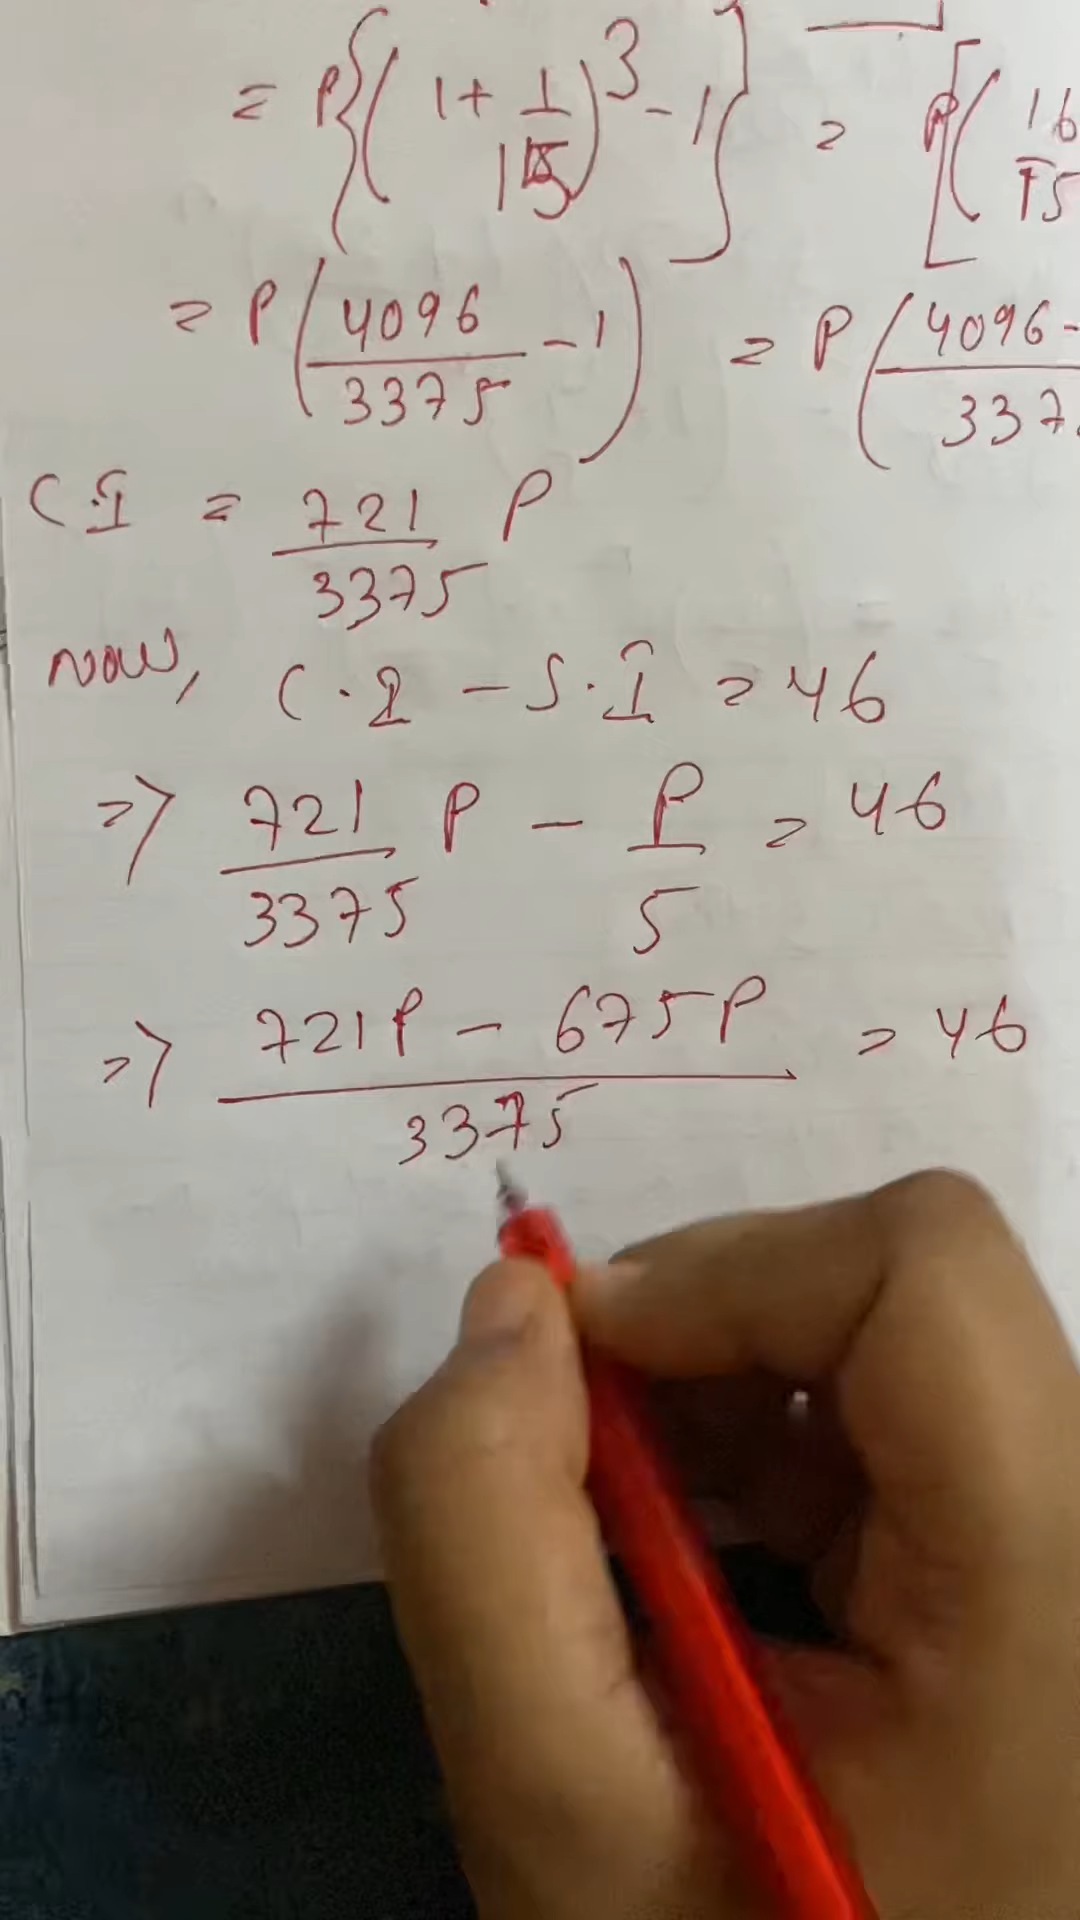 = P{(1 + 1/15)^3 - 1} = P[(16/15
= P(4096/3375 - 1) = P(4096-/337
C.I = 721/3375 P
Now, C.I - S.I = 46
=> 721/3375 P - P/5 = 46
=> 721P - 675P/3375 = 46